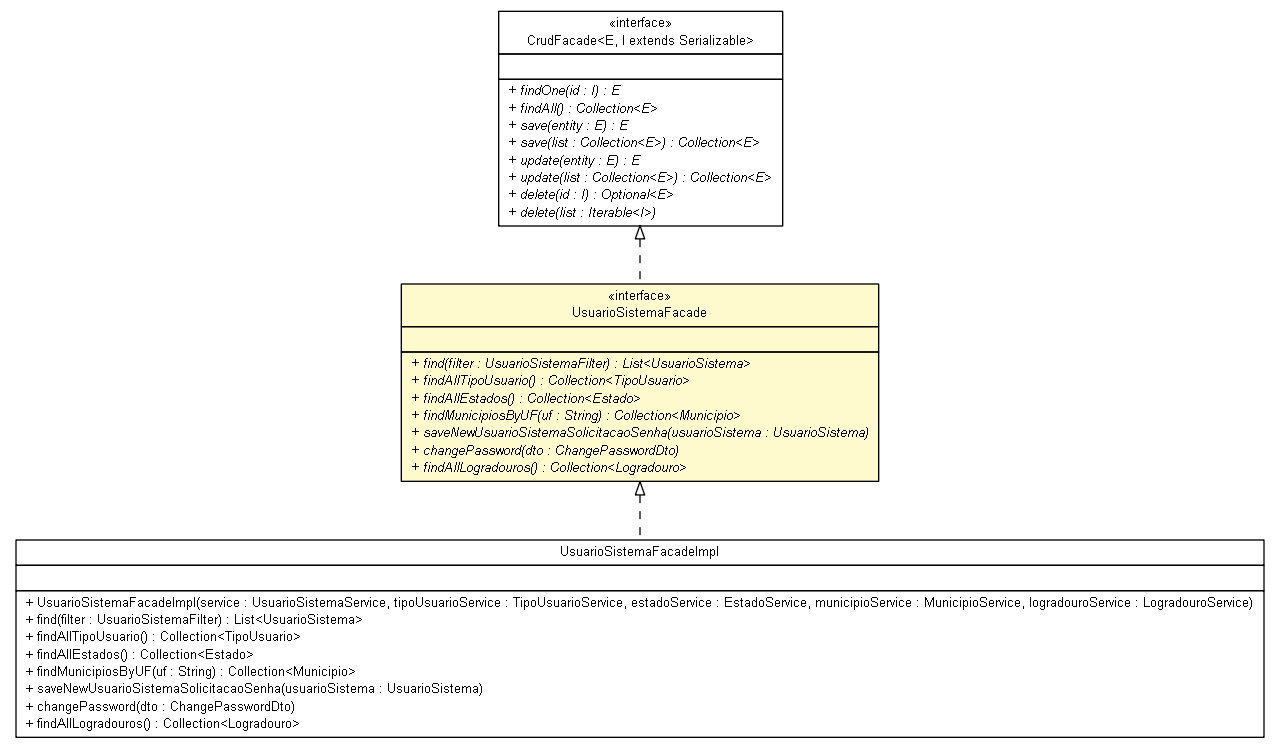 «interface»
CrudFacade<E, I extends Serializable>
+ findOne(id : I) : E
+ findAll() : Collection<E>
+ save(entity : E) : E
+ save(list : Collection<E>) : Collection<E>
+ update(entity : E) : E
+ update(list : Collection<E>) : Collection<E>
+ delete(id : I) : Optional<E>
+ delete(list : Iterable<I>)
«interface»
UsuarioSistemaFacade
+ find(filter : UsuarioSistemaFilter) : List<UsuarioSistema>
+ findAllTipoUsuario() : Collection<TipoUsuario>
+ findAllEstados() : Collection<Estado>
+ findMunicipiosByUF(uf : String) : Collection<Municipio>
+ saveNewUsuarioSistemaSolicitacaoSenha(usuarioSistema : UsuarioSistema)
+ changePassword(dto : ChangePasswordDto)
+ findAllLogradouros() : Collection<Logradouro>
UsuarioSistemaFacadeImpl
+ UsuarioSistemaFacadeImpl(service : UsuarioSistemaService, tipoUsuarioService : TipoUsuarioService, estadoService : EstadoService, municipioService : MunicipioService, logradouroService : LogradouroService)
+ find(filter : UsuarioSistemaFilter) : List<UsuarioSistema>
+ findAllTipoUsuario() : Collection<TipoUsuario>
+ findAllEstados() : Collection<Estado>
+ findMunicipiosByUF(uf : String) : Collection<Municipio>
+ saveNewUsuarioSistemaSolicitacaoSenha(usuarioSistema : UsuarioSistema)
+ changePassword(dto : ChangePasswordDto)
+ findAllLogradouros() : Collection<Logradouro>